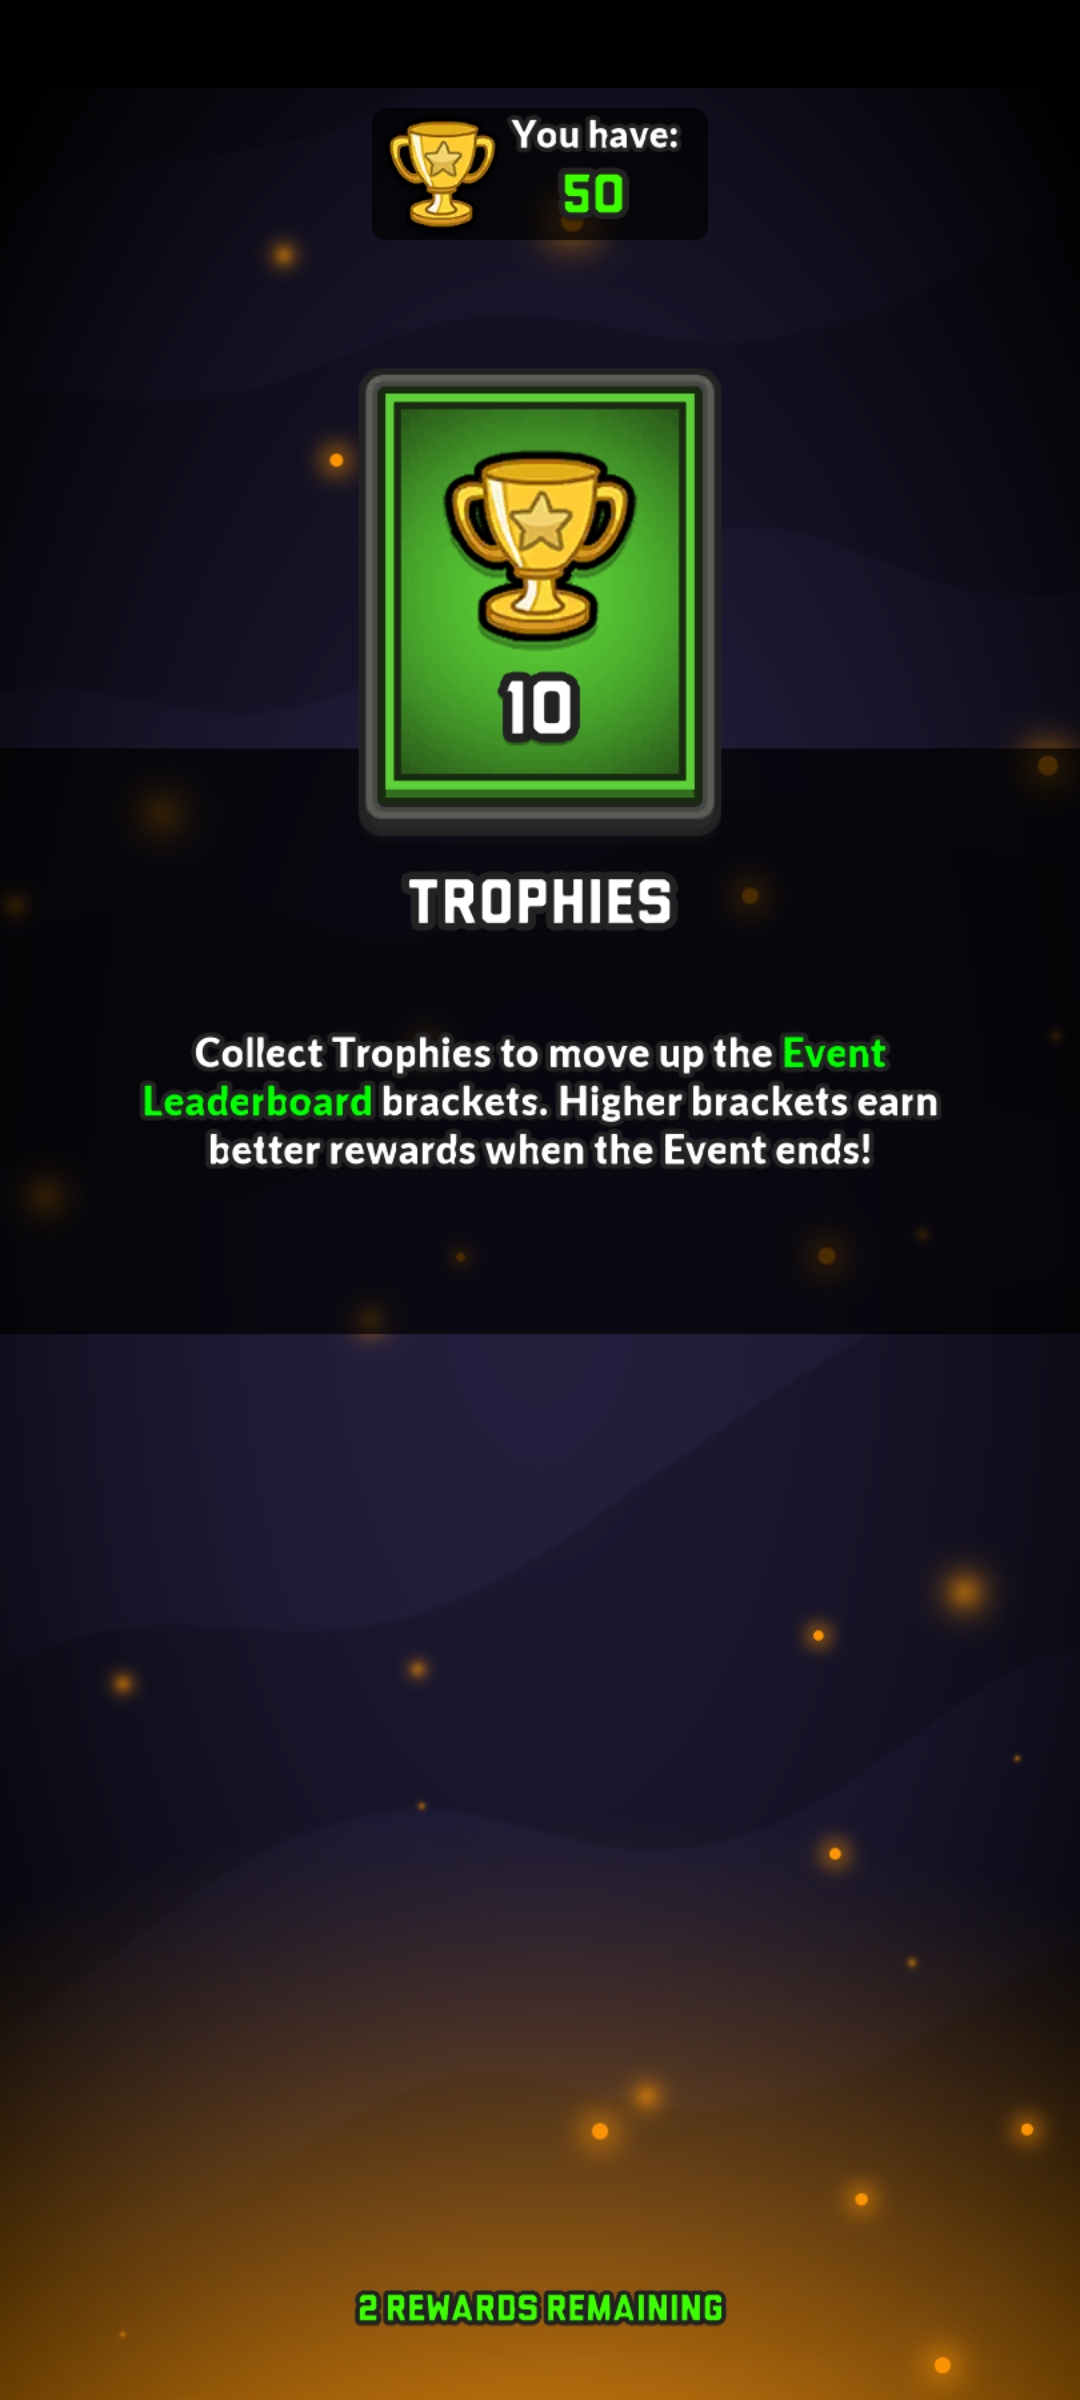 You have:
50
10
TROPHIES
Collect Trophies to move up the Event
Leaderboard brackets. Higher brackets earn
better rewards when the Event ends!
2 REWARDS REMAINING